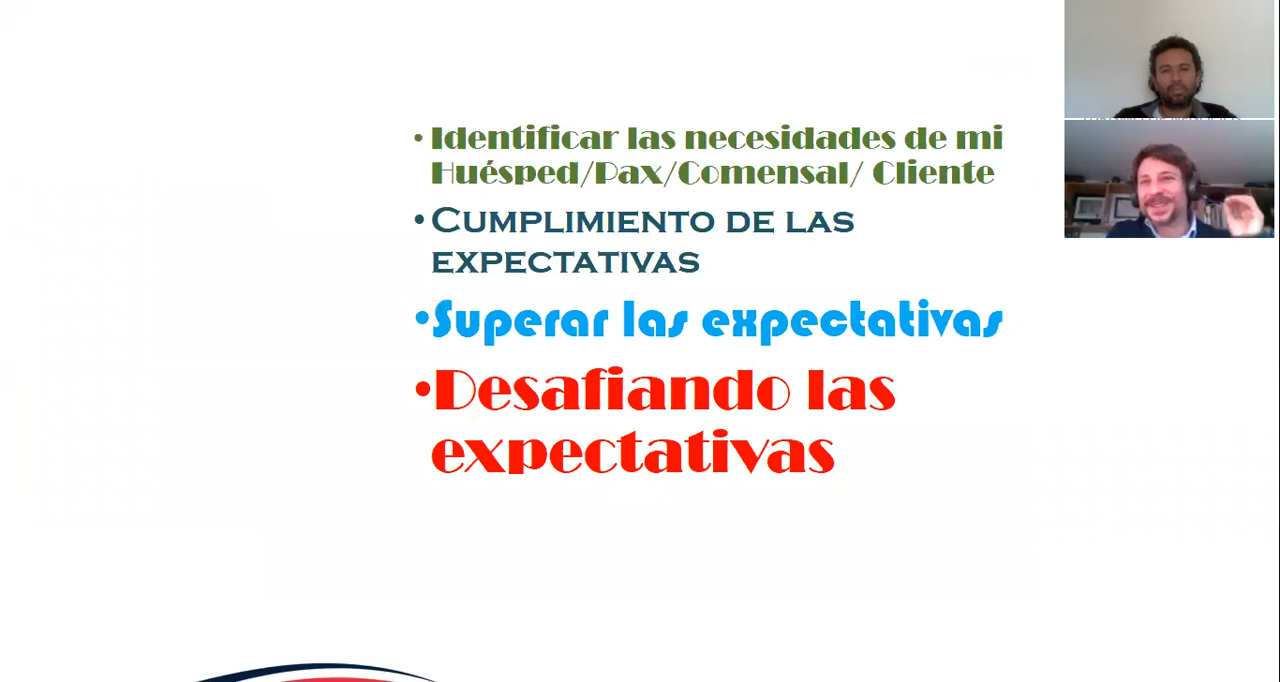 • Identificar las necesidades de mi
Huésped/Pax/Comensal/ Cliente
• CUMPLIMIENTO DE LAS
EXPECTATIVAS
•Superar las expectativas
•Desafiando las
expectativas